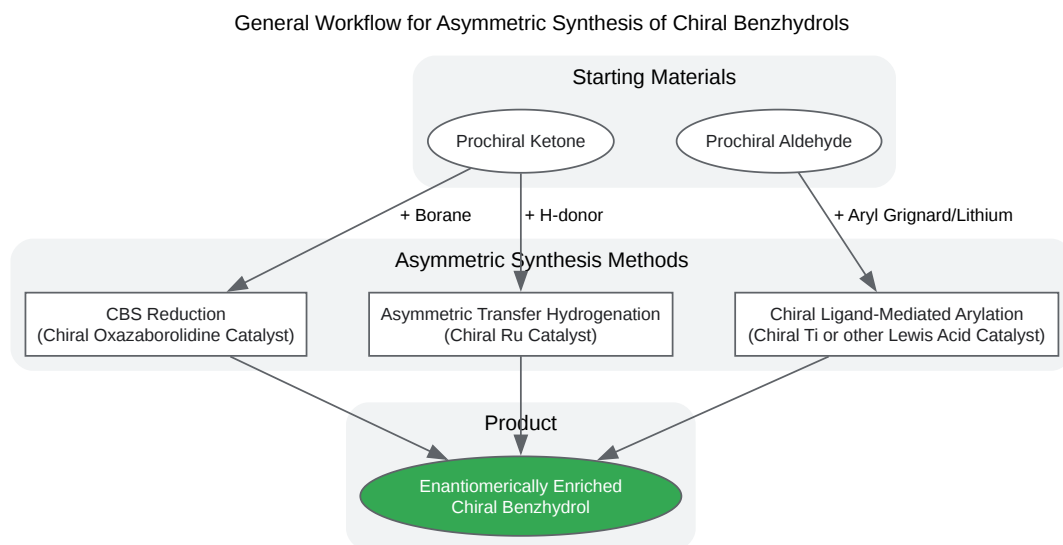 General Workflow for Asymmetric Synthesis of Chiral Benzhydrols
Starting Materials
Prochiral Ketone
Prochiral Aldehyde
+ Borane
+ H-donor
+ Aryl Grignard/Lithium
Asymmetric Synthesis Methods
CBS Reduction
(Chiral Oxazaborolidine Catalyst)
Asymmetric Transfer Hydrogenation
(Chiral Ru Catalyst)
Chiral Ligand-Mediated Arylation
(Chiral Ti or other Lewis Acid Catalyst)
Product
Enantiomerically Enriched
Chiral Benzhydrol